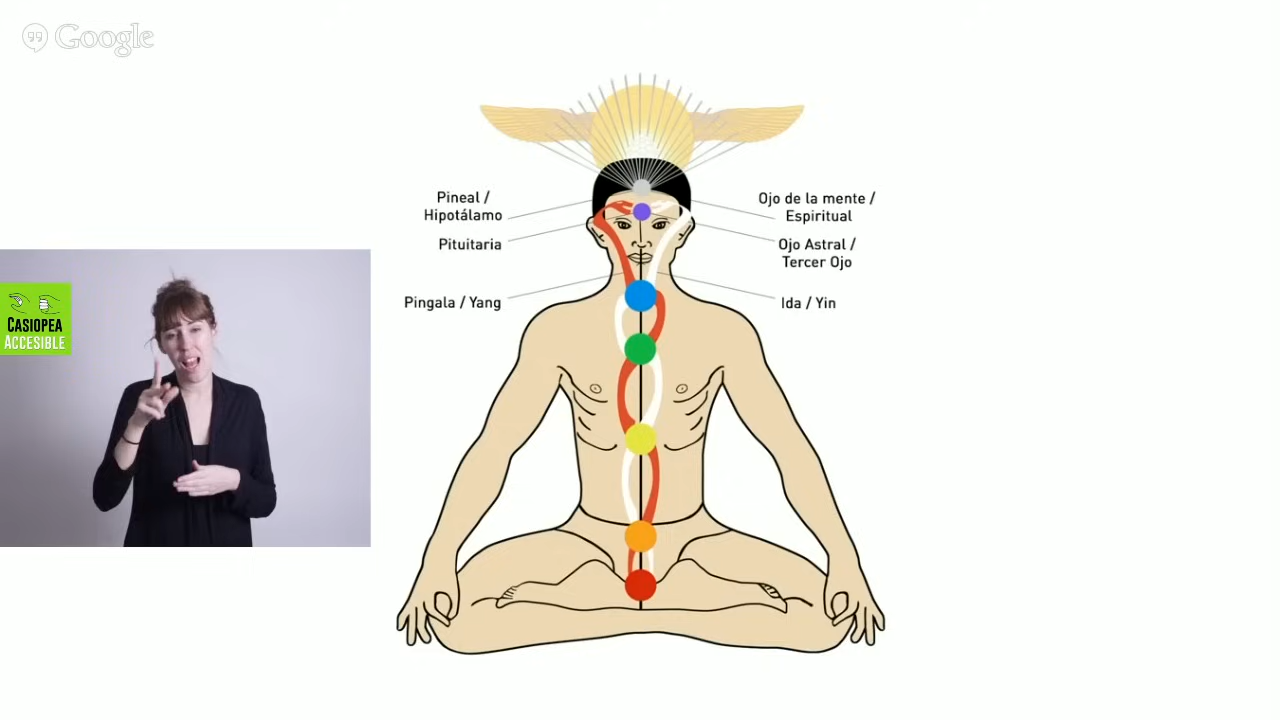 Google
Pineal /
Hipotálamo
Pituitaria
Pingala / Yang
Ojo de la mente /
Espiritual
Ojo Astral /
Tercer Ojo
Ida / Yin
CASIOPEA
ACCESIBLE